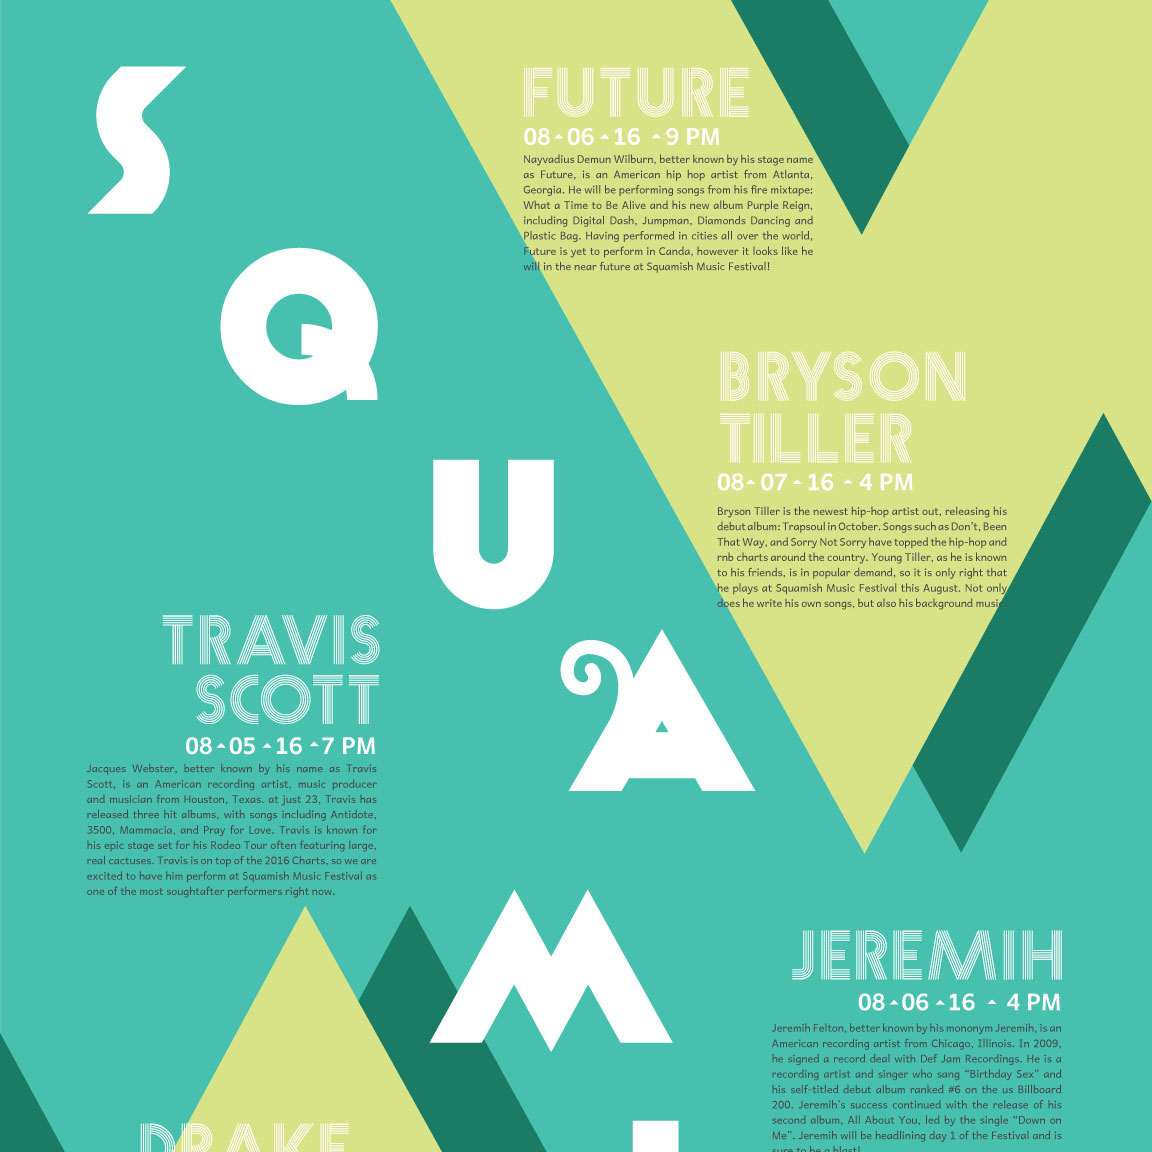 S
Q
U
A
M
FUTURE
08 ▲ 06 ▲ 16 ▲ 9 PM
Nayvadius Demun Wilburn, better known by his stage name
as Future, is an American hip hop artist from Atlanta,
Georgia. He will be performing songs from his fire mixtape:
What a Time to Be Alive and his new album Purple Reign,
including Digital Dash, Jumpman, Diamonds Dancing and
Plastic Bag. Having performed in cities all over the world,
Future is yet to perform in Canda, however it looks like he
will in the near future at Squamish Music Festival!
BRYSON
TILLER
08 ▲ 07 ▲ 16 ▲ 4 PM
Bryson Tiller is the newest hip-hop artist out, releasing his
debut album: Trapsoul in October. Songs such as Don't, Been
That Way, and Sorry Not Sorry have topped the hip-hop and
rnb charts around the country. Young Tiller, as he is known
to his friends, is in popular demand, so it is only right that
he plays at Squamish Music Festival this August. Not only
does he write his own songs, but also his background music.
TRAVIS
SCOTT
08 ▲ 05 ▲ 16 ▲ 7 PM
Jacques Webster, better known by his name as Travis
Scott, is an American recording artist, music producer
and musician from Houston, Texas. at just 23, Travis has
released three hit albums, with songs including Antidote,
3500, Mammacia, and Pray for Love. Travis is known for
his epic stage set for his Rodeo Tour often featuring large,
real cactuses. Travis is on top of the 2016 Charts, so we are
excited to have him perform at Squamish Music Festival as
one of the most soughtafter performers right now.
JEREMIH
08 ▲ 06 ▲ 16 ▲ 4 PM
Jeremih Felton, better known by his mononym Jeremih, is an
American recording artist from Chicago, Illinois. In 2009,
he signed a record deal with Def Jam Recordings. He is a
recording artist and singer who sang "Birthday Sex" and
his self-titled debut album ranked #6 on the us Billboard
200. Jeremih's success continued with the release of his
second album, All About You, led by the single "Down on
Me". Jeremih will be headlining day 1 of the Festival and is
sure to be a blast!
DRAKE